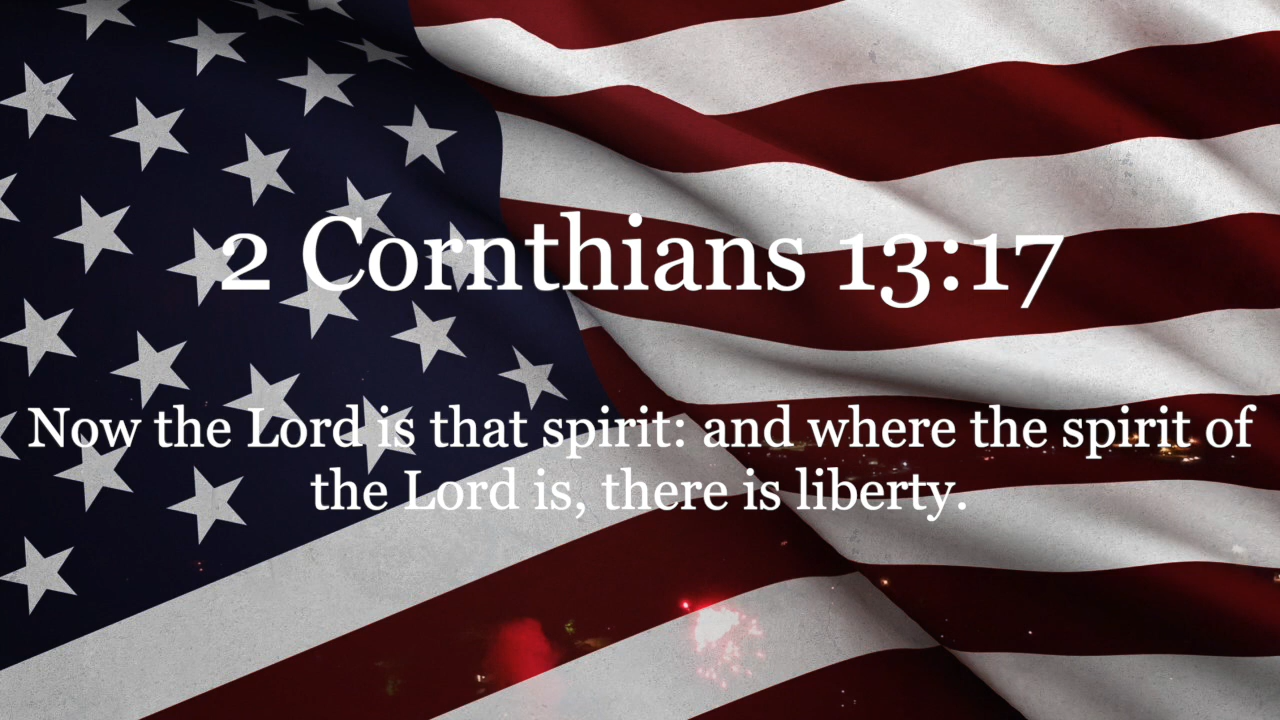 2 Cornthians 13:17
Now the Lord is that spirit: and where the spirit of
the Lord is, there is liberty.